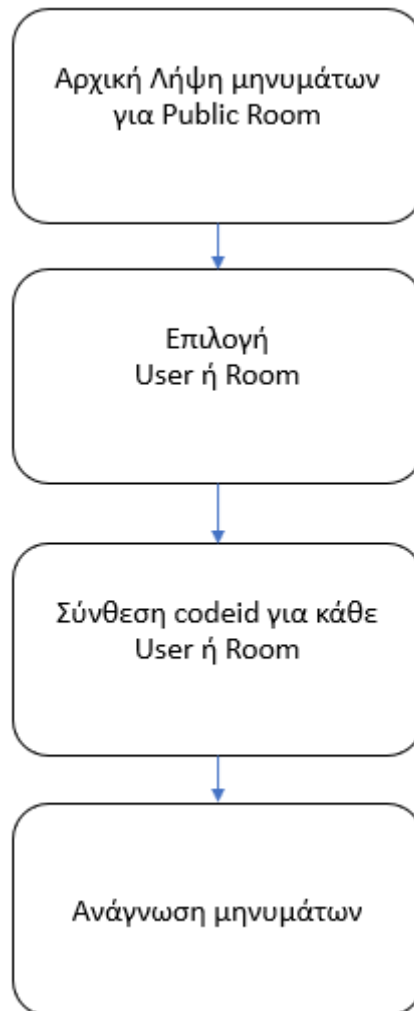 Αρχική Λήψη μηνυμάτων
για Public Room
Επιλογή
User ή Room
Σύνθεση codeid για κάθε
User ή Room
Ανάγνωση μηνυμάτων